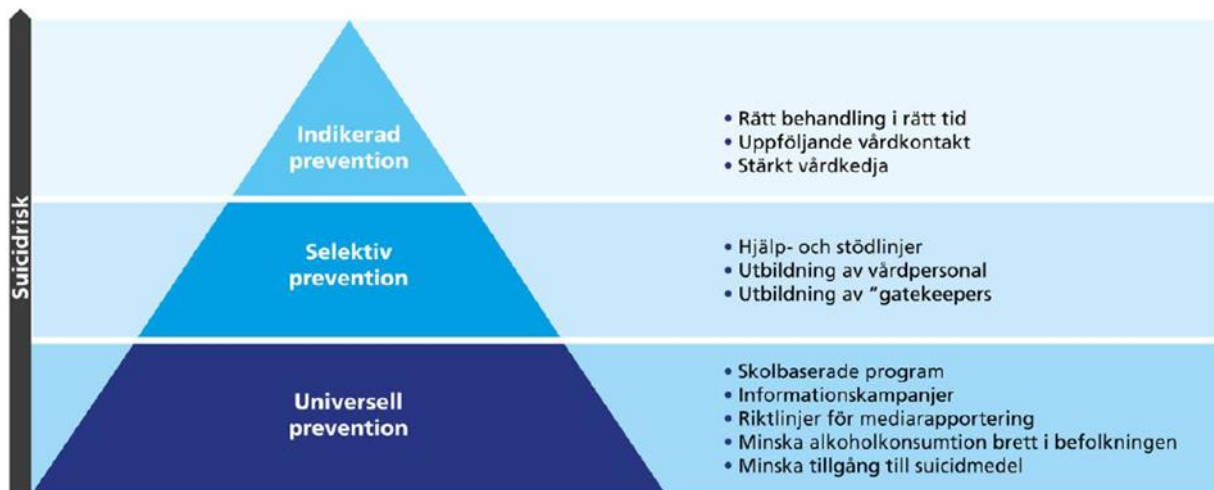 Suicidrisk
Indikerad
prevention
• Rätt behandling i rätt tid
• Uppföljande vårdkontakt
• Stärkt vårdkedja
Selektiv
prevention
• Hjälp- och stödlinjer
• Utbildning av vårdpersonal
• Utbildning av ”gatekeepers
Universell
prevention
• Skolbaserade program
• Informationskampanjer
• Riktlinjer för mediarapportering
• Minska alkoholkonsumtion brett i befolkningen
• Minska tillgång till suicidmedel